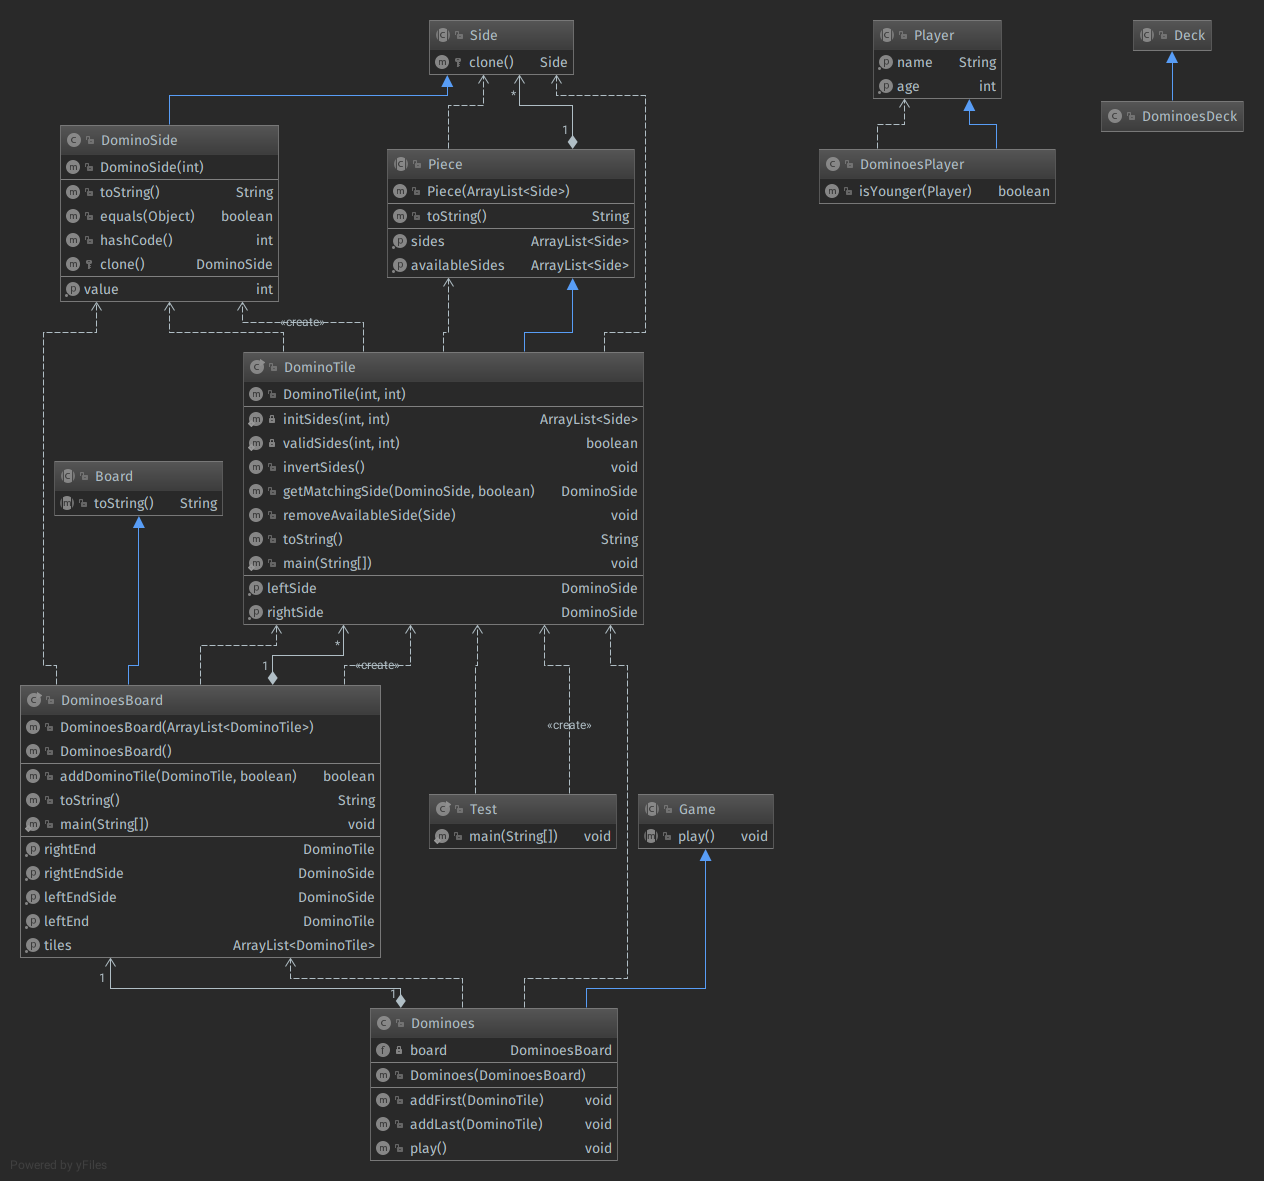 Side
clone() Side
Player
name String
age int
Deck
DominoesDeck
DominoSide
DominoSide(int)
toString() String
equals(Object) boolean
hashCode() int
clone() DominoSide
value int
*
1
Piece
Piece(ArrayList<Side>)
toString() String
sides ArrayList<Side>
availableSides ArrayList<Side>
DominoesPlayer
isYounger(Player) boolean
«create»
DominoTile
DominoTile(int, int)
initSides(int, int) ArrayList<Side>
validSides(int, int) boolean
invertSides() void
getMatchingSide(DominoSide, boolean) DominoSide
removeAvailableSide(Side) void
toString() String
main(String[]) void
leftSide DominoSide
rightSide DominoSide
Board
toString() String
*
1
«create»
DominoesBoard
DominoesBoard(ArrayList<DominoTile>)
DominoesBoard()
addDominoTile(DominoTile, boolean) boolean
toString() String
main(String[]) void
rightEnd DominoTile
rightEndSide DominoSide
leftEndSide DominoSide
leftEnd DominoTile
tiles ArrayList<DominoTile>
«create»
Test
main(String[]) void
Game
play() void
1
1
Dominoes
board DominoesBoard
Dominoes(DominoesBoard)
addFirst(DominoTile) void
addLast(DominoTile) void
play() void
Powered by yFiles